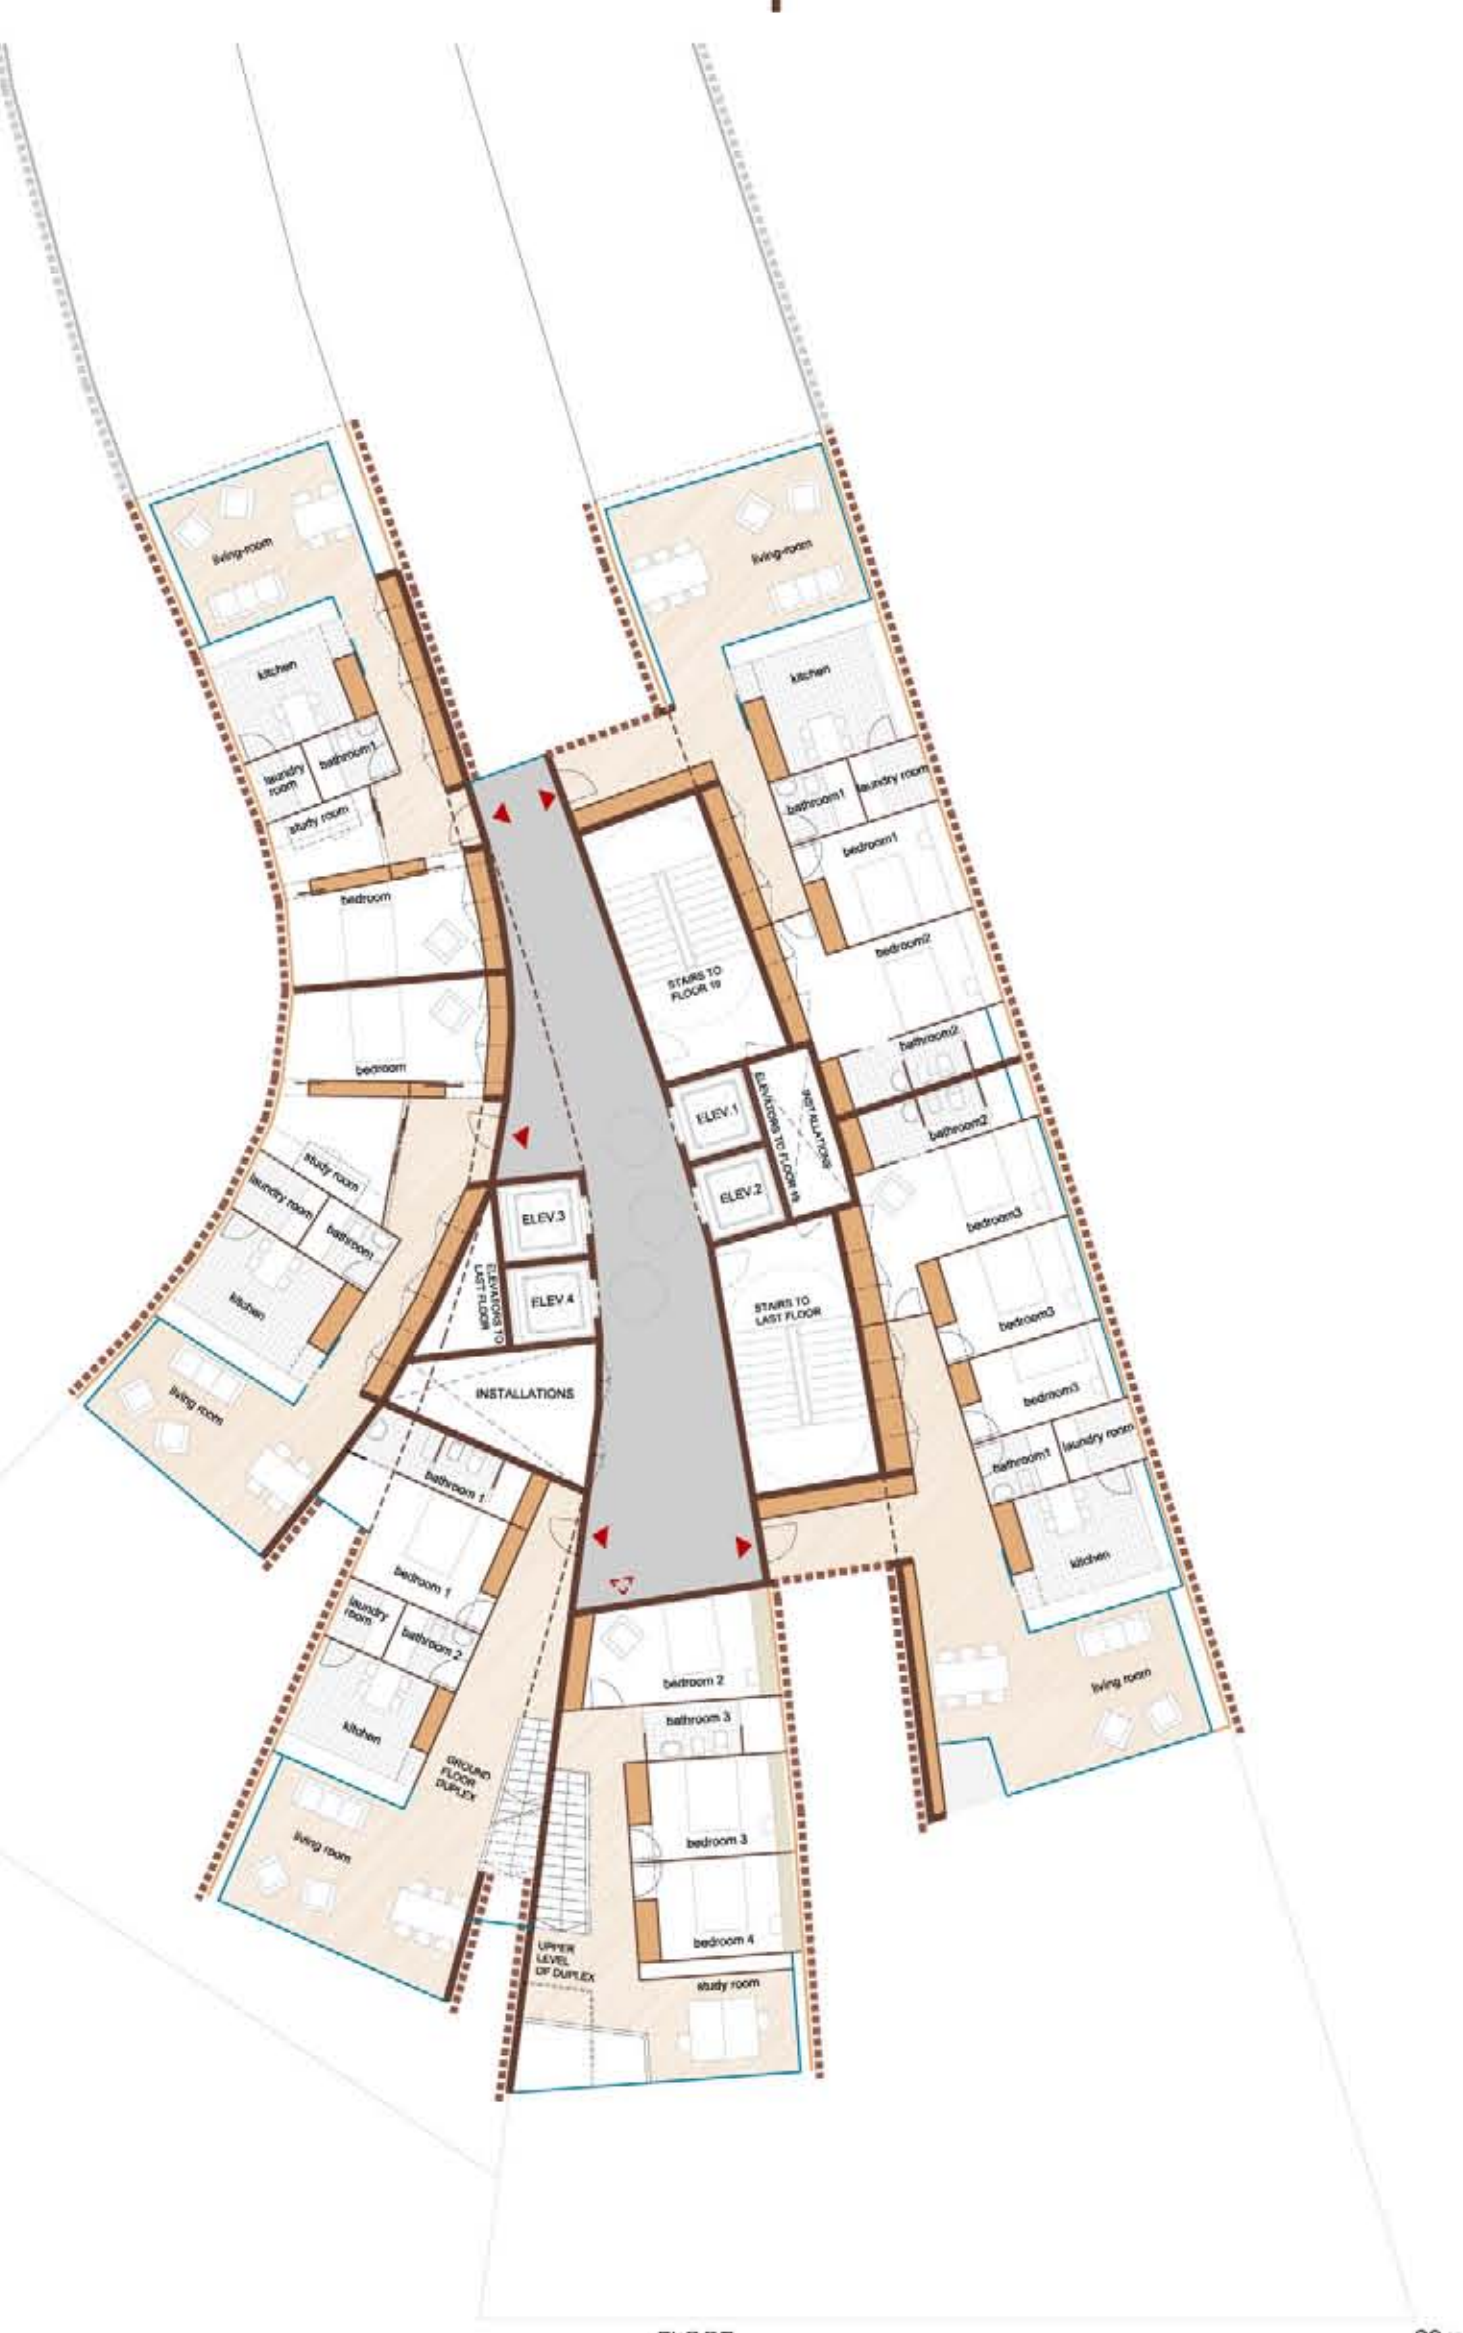 living-room
living-room
kitchen
kitchen
laundry
room
bathroom1
study room
bathroom1
laundry room
bedroom1
bedroom
bedroom2
STAIRS TO
FLOOR 19
bathroom2
bedroom
ELEV.1
ELEVATORS TO FLOOR 19
INSTALLATIONS
bathroom2
study room
laundry room
bathroom
ELEV.2
bedroom3
ELEV.3
kitchen
ELEVATORS TO
LAST FLOOR
ELEV.4
STAIRS TO
LAST FLOOR
bedroom3
living room
INSTALLATIONS
bedroom3
bathroom 1
bathroom1
laundry room
bedroom 1
kitchen
laundry
room
bathroom 2
bedroom 2
living room
kitchen
bathroom 3
GROUND
FLOOR
DUPLEX
living room
bedroom 3
bedroom 4
UPPER
LEVEL
OF DUPLEX
study room